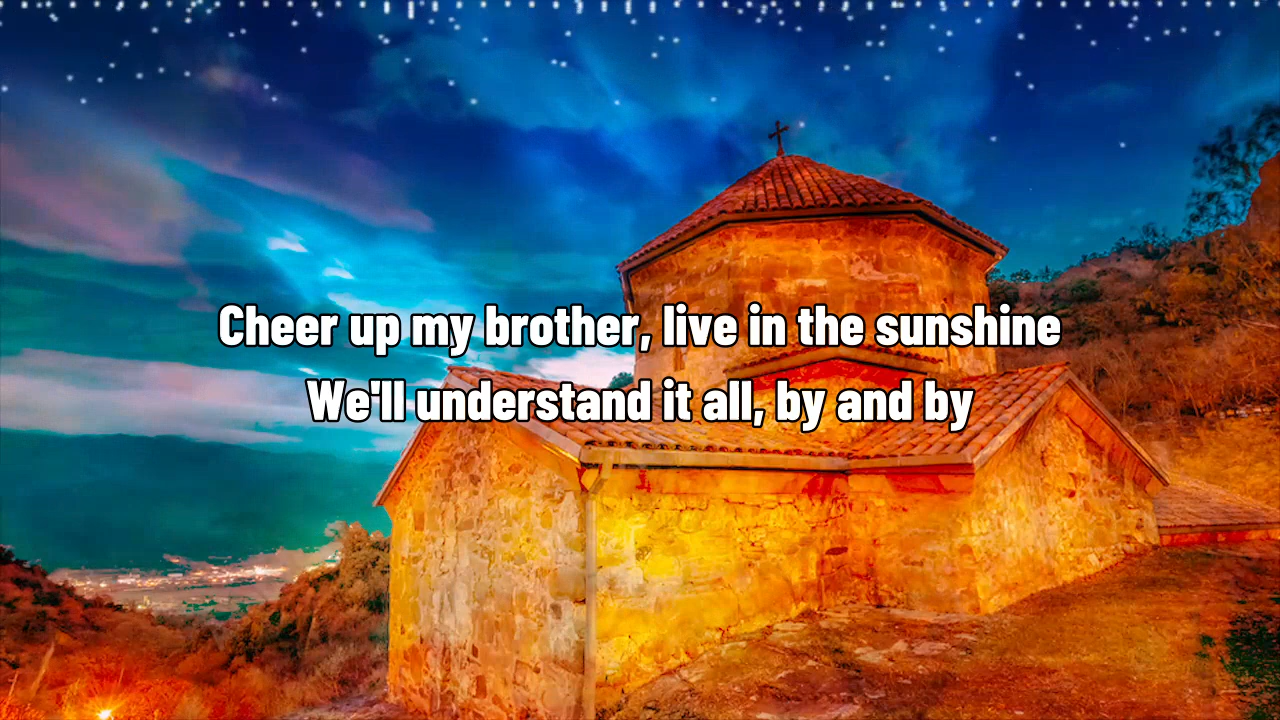 Cheer up my brother, live in the sunshine
We'll understand it all, by and by